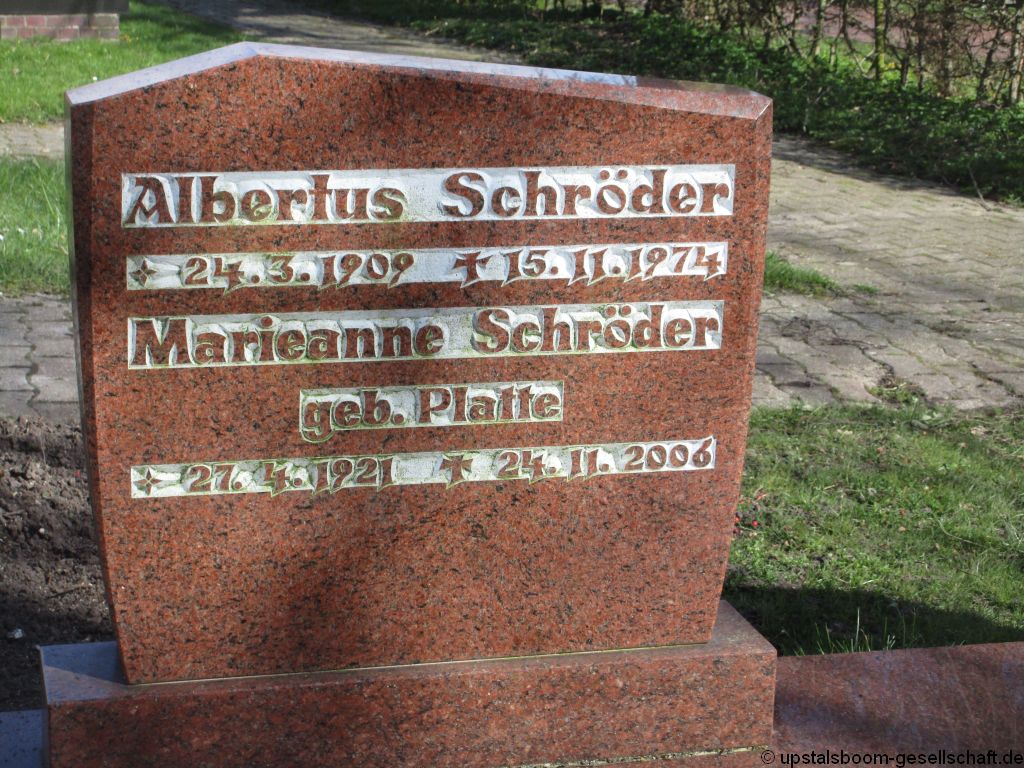 Albertus Schröder
24.3.1909 † 15.11.1974
Marieanne Schröder
geb. Platte
27.4.1921 † 24.11.2006
© upstalsboom-gesellschaft.de